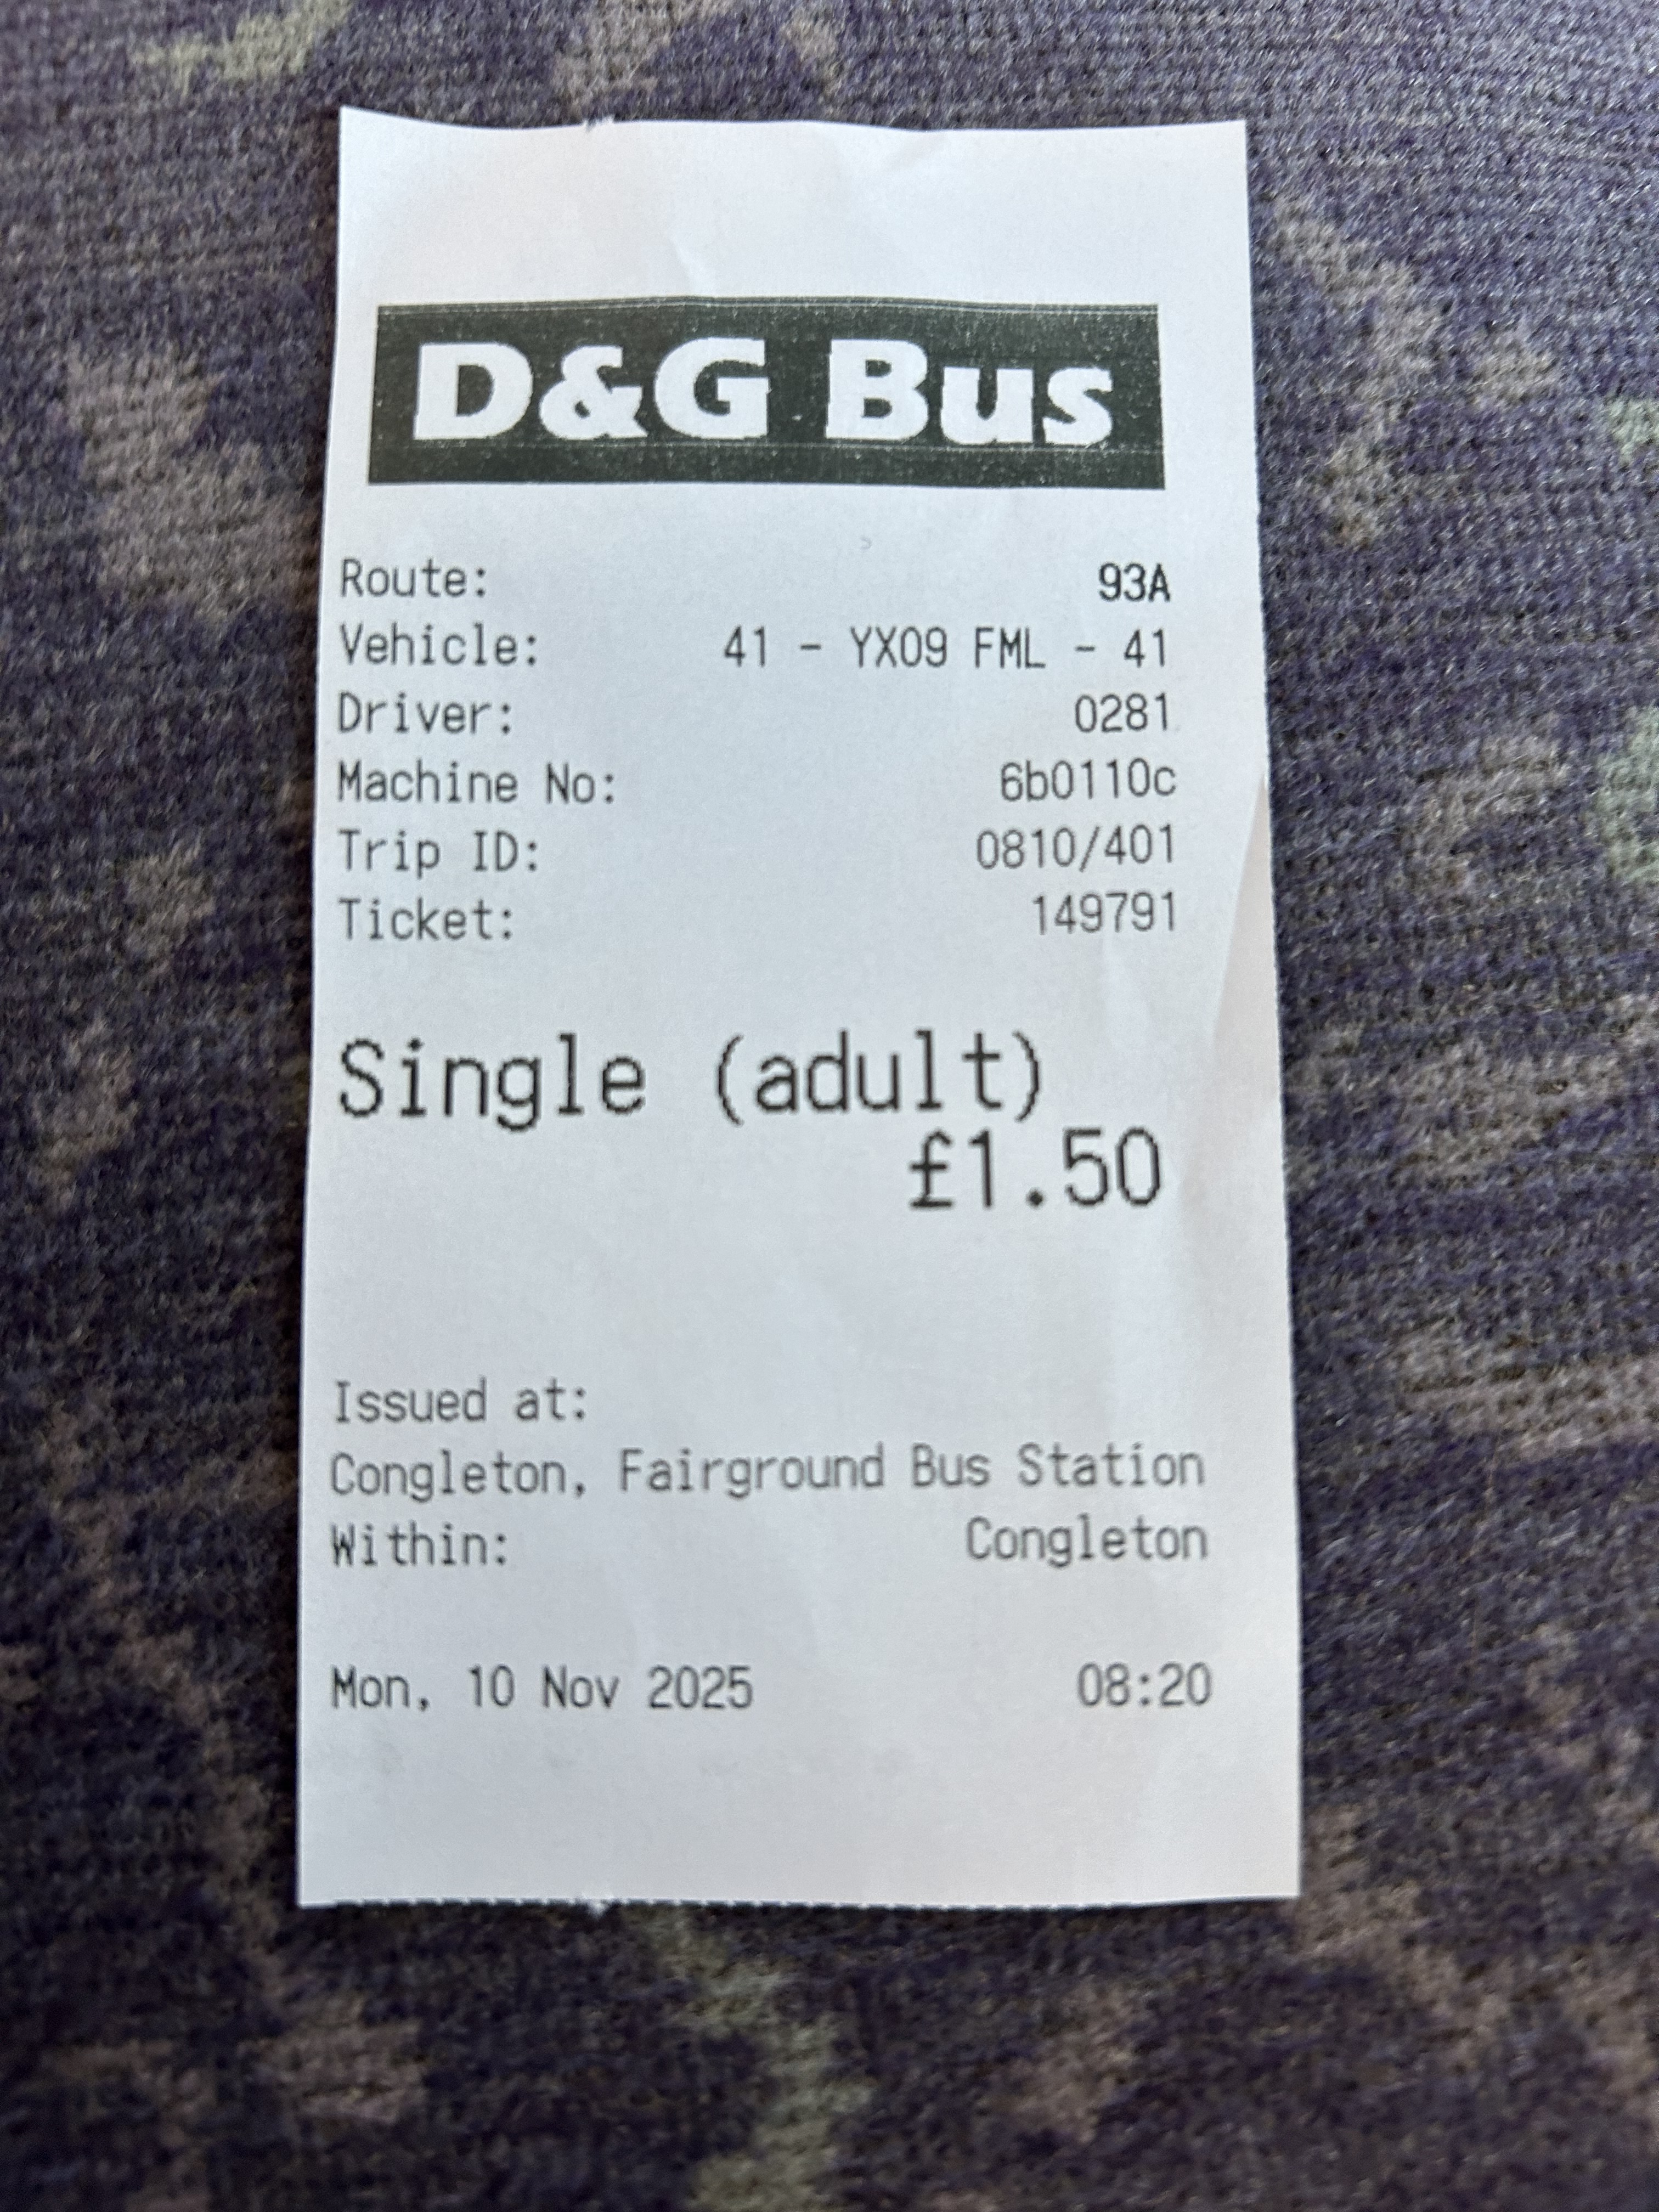 D&G Bus
Route: 93A
Vehicle: 41 - YX09 FML - 41
Driver: 0281
Machine No: 6b0110c
Trip ID: 0810/401
Ticket: 149791
Single (adult)
£1.50
Issued at:
Congleton, Fairground Bus Station
Within: Congleton
Mon, 10 Nov 2025 08:20